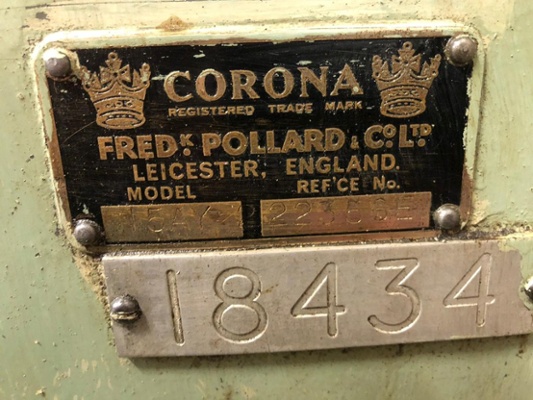 CORONA
REGISTERED TRADE MARK
FREDK. POLLARD & CO. LTD.
LEICESTER, ENGLAND.
MODEL REF'CE No.
18434